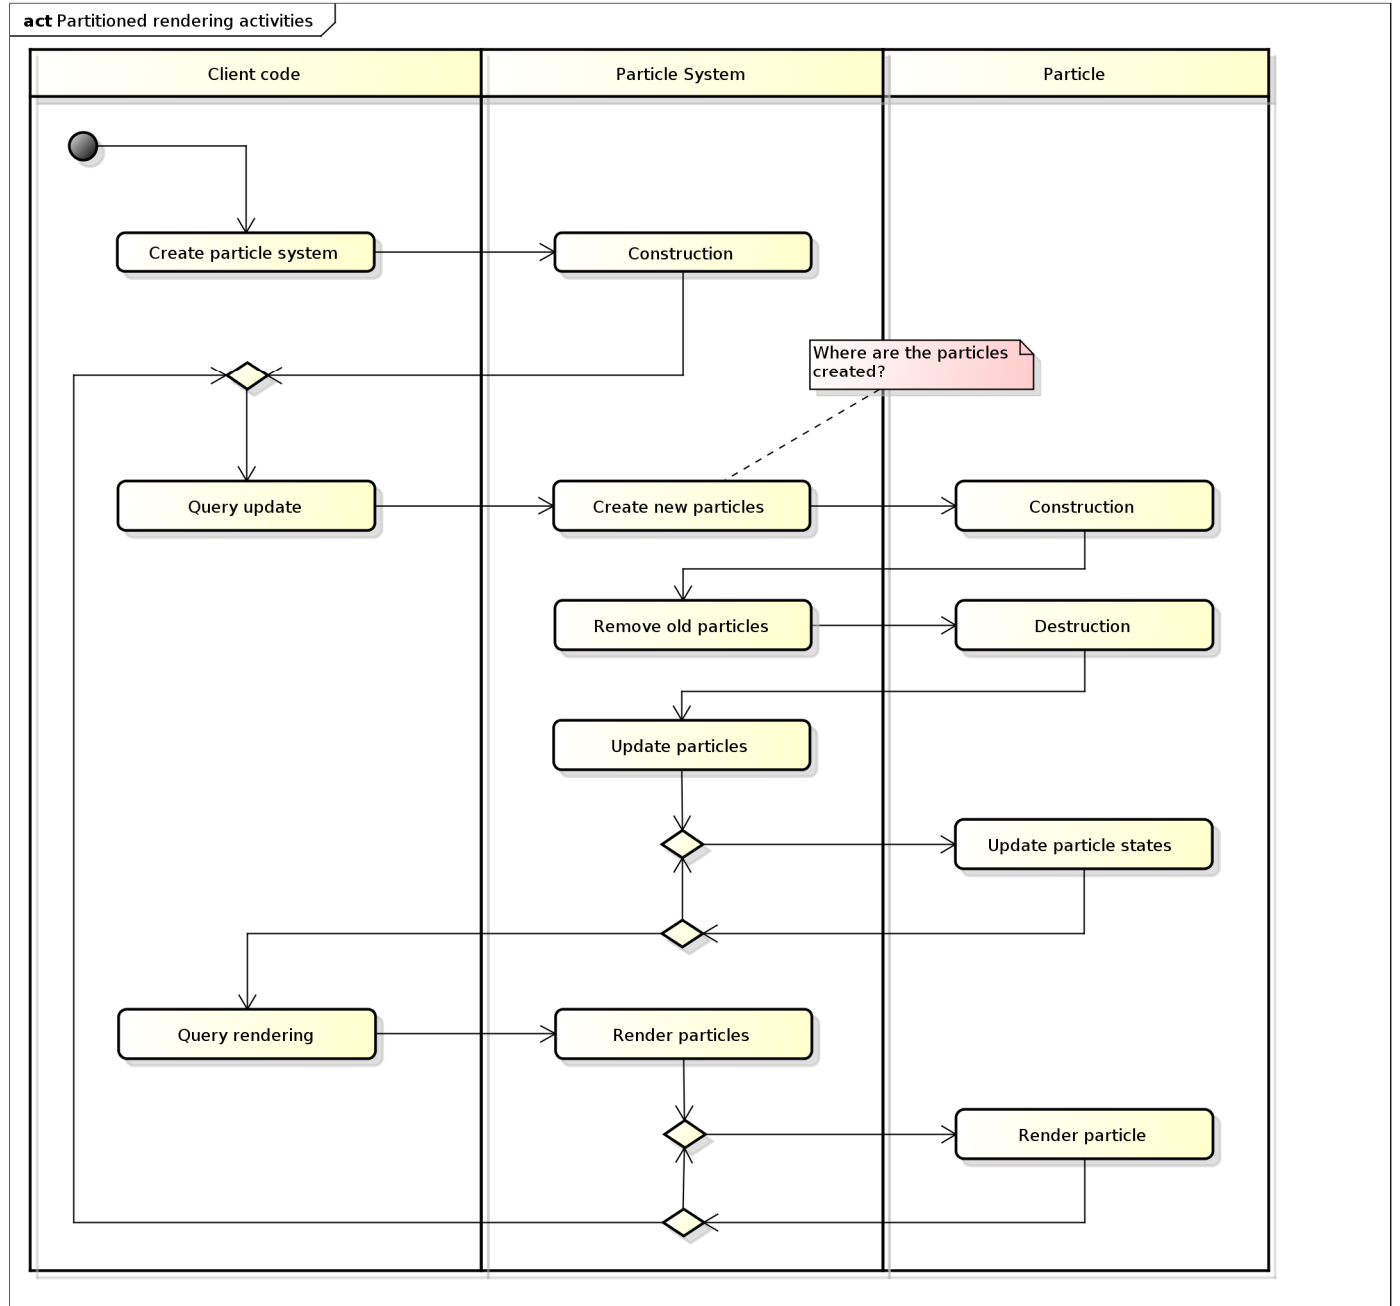 act Partitioned rendering activities
Client code
Particle System
Particle
Create particle system
Construction
Where are the particles
created?
Query update
Create new particles
Construction
Remove old particles
Destruction
Update particles
Update particle states
Query rendering
Render particles
Render particle